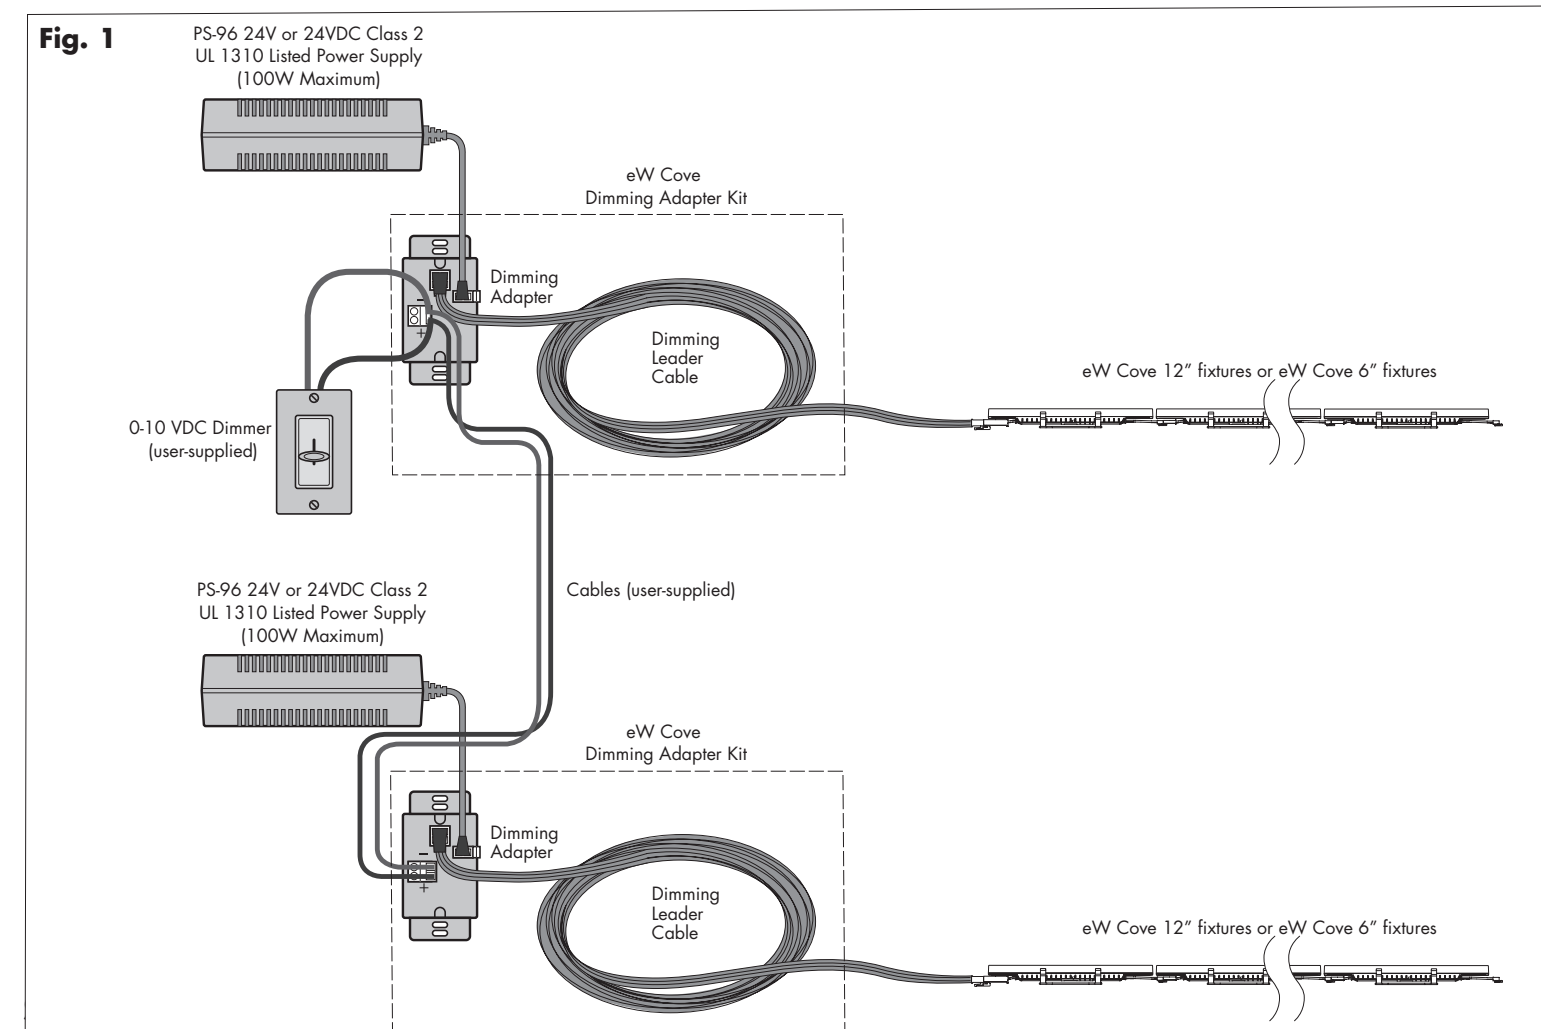 Fig. 1
PS-96 24V or 24VDC Class 2
UL 1310 Listed Power Supply
(100W Maximum)
eW Cove
Dimming Adapter Kit
Dimming
Adapter
-
+
Dimming
Leader
Cable
eW Cove 12” fixtures or eW Cove 6” fixtures
0-10 VDC Dimmer
(user-supplied)
PS-96 24V or 24VDC Class 2
UL 1310 Listed Power Supply
(100W Maximum)
Cables (user-supplied)
eW Cove
Dimming Adapter Kit
Dimming
Adapter
-
+
Dimming
Leader
Cable
eW Cove 12” fixtures or eW Cove 6” fixtures